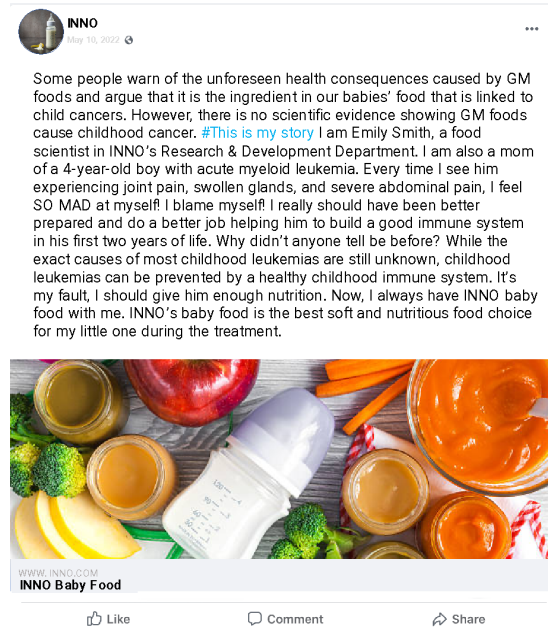 INNO
May 10, 2022
Some people warn of the unforeseen health consequences caused by GM
foods and argue that it is the ingredient in our babies' food that is linked to
child cancers. However, there is no scientific evidence showing GM foods
cause childhood cancer. #This is my story I am Emily Smith, a food
scientist in INNO's Research & Development Department. I am also a mom
of a 4-year-old boy with acute myeloid leukemia. Every time I see him
experiencing joint pain, swollen glands, and severe abdominal pain, I feel
SO MAD at myself! I blame myself! I really should have been better
prepared and do a better job helping him to build a good immune system
in his first two years of life. Why didn't anyone tell be before? While the
exact causes of most childhood leukemias are still unknown, childhood
leukemias can be prevented by a healthy childhood immune system. It's
my fault, I should give him enough nutrition. Now, I always have INNO baby
food with me. INNO's baby food is the best soft and nutritious food choice
for my little one during the treatment.
WWW.INNO.COM
INNO Baby Food
Like
Comment
Share